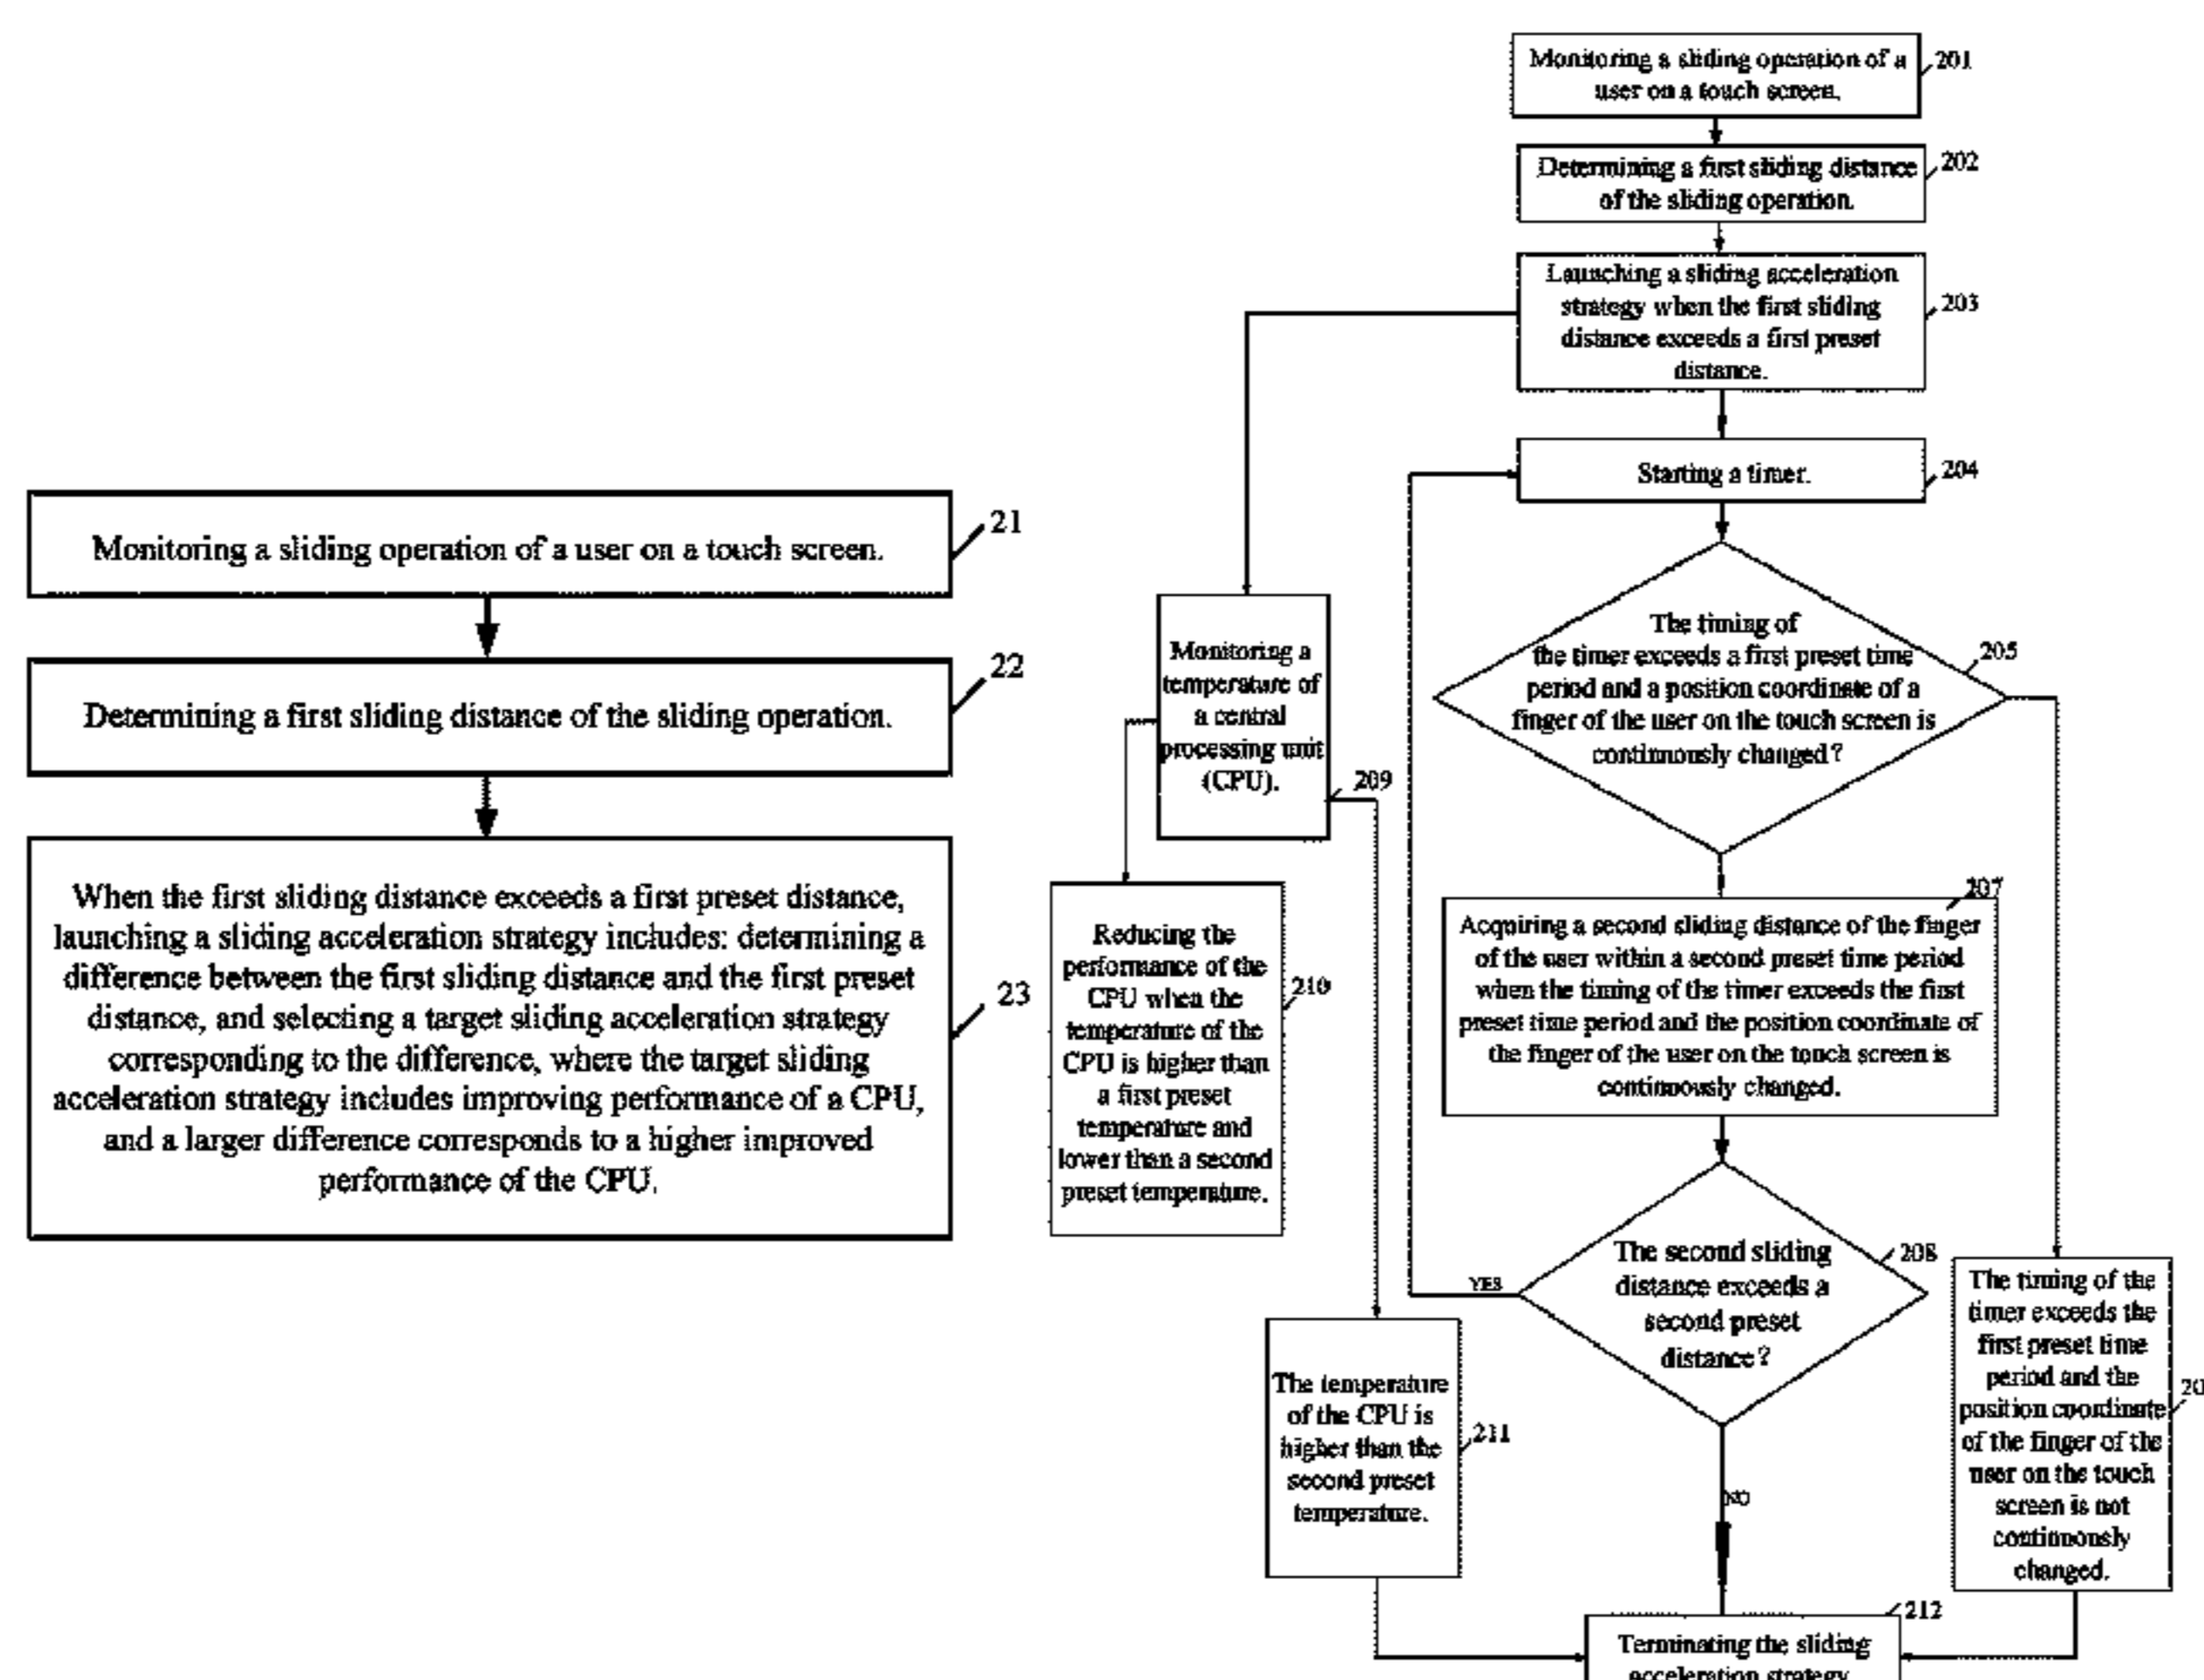 Monitoring a sliding operation of a user on a touch screen.
21
Determining a first sliding distance of the sliding operation.
22
When the first sliding distance exceeds a first preset distance,
launching a sliding acceleration strategy includes: determining a
difference between the first sliding distance and the first preset
distance, and selecting a target sliding acceleration strategy
corresponding to the difference, where the target sliding
acceleration strategy includes improving performance of a CPU,
and a larger difference corresponds to a higher improved
performance of the CPU.
23
Monitoring a sliding operation of a
user on a touch screen.
201
Determining a first sliding distance
of the sliding operation.
202
Launching a sliding acceleration
strategy when the first sliding
distance exceeds a first preset
distance.
203
Starting a timer.
204
The timing of
the timer exceeds a first preset time
period and a position coordinate of a
finger of the user on the touch screen is
continuously changed?
205
Monitoring a
temperature of
a central
processing unit
(CPU).
209
Acquiring a second sliding distance of the finger
of the user within a second preset time period
when the timing of the timer exceeds the first
preset time period and the position coordinate of
the finger of the user on the touch screen is
continuously changed.
207
Reducing the
performance of the
CPU when the
temperature of the
CPU is higher than
a first preset
temperature and
lower than a second
preset temperature.
210
The second sliding
distance exceeds a
second preset
distance?
208
YES
NO
The temperature
of the CPU is
higher than the
second preset
temperature.
211
The timing of the
timer exceeds the
first preset time
period and the
position coordinate
of the finger of the
user on the touch
screen is not
continuously
changed.
20
Terminating the sliding
acceleration strategy
212